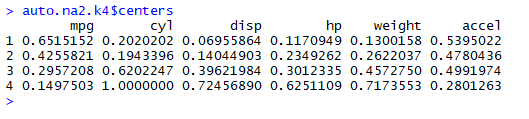 > auto.na2.k4$centers
mpg cyl disp hp weight accel
1 0.6515152 0.2020202 0.06955864 0.1170949 0.1300158 0.5395022
2 0.4255821 0.1943396 0.14044903 0.2349262 0.2622037 0.4780436
3 0.2957208 0.6202247 0.39621984 0.3012335 0.4572750 0.4991974
4 0.1497503 1.0000000 0.72456890 0.6251109 0.7173553 0.2801263
>